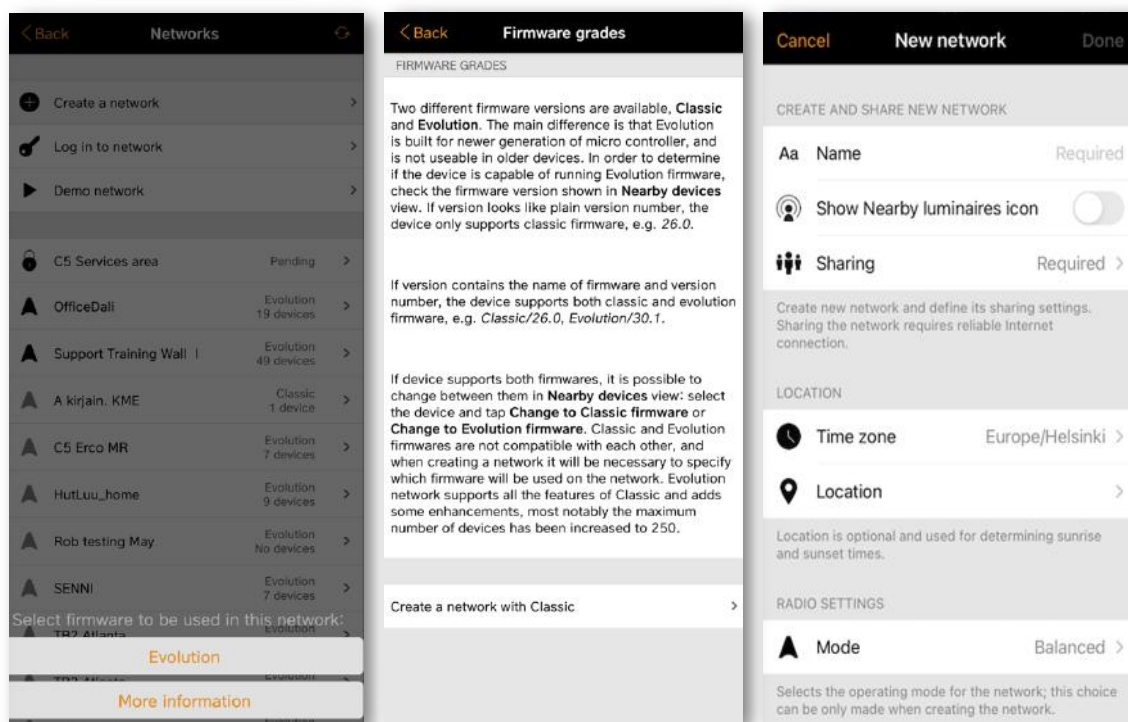 Back Networks
Create a network
Log in to network
Demo network
C5 Services area Pending
OfficeDali Evolution
19 devices
Support Training Wall I Evolution
49 devices
A kirjain. KME Classic
1 device
C5 Erco MR Evolution
7 devices
HutLuu_home Evolution
9 devices
Rob testing May Evolution
No devices
SENNI Evolution
7 devices
Select firmware to be used in this network:
TB2 Atlanta Evolution
Evolution
More information
Back Firmware grades
FIRMWARE GRADES
Two different firmware versions are available, Classic
and Evolution. The main difference is that Evolution
is built for newer generation of micro controller, and
is not useable in older devices. In order to determine
if the device is capable of running Evolution firmware,
check the firmware version shown in Nearby devices
view. If version looks like plain version number, the
device only supports classic firmware, e.g. 26.0.
If version contains the name of firmware and version
number, the device supports both classic and evolution
firmware, e.g. Classic/26.0, Evolution/30.1.
If device supports both firmwares, it is possible to
change between them in Nearby devices view: select
the device and tap Change to Classic firmware or
Change to Evolution firmware. Classic and Evolution
firmwares are not compatible with each other, and
when creating a network it will be necessary to specify
which firmware will be used on the network. Evolution
network supports all the features of Classic and adds
some enhancements, most notably the maximum
number of devices has been increased to 250.
Create a network with Classic
Cancel New network Done
CREATE AND SHARE NEW NETWORK
Aa Name Required
Show Nearby luminaires icon
Sharing Required
Create new network and define its sharing settings.
Sharing the network requires reliable Internet
connection.
LOCATION
Time zone Europe/Helsinki
Location
Location is optional and used for determining sunrise
and sunset times.
RADIO SETTINGS
Mode Balanced
Selects the operating mode for the network; this choice
can be only made when creating the network.